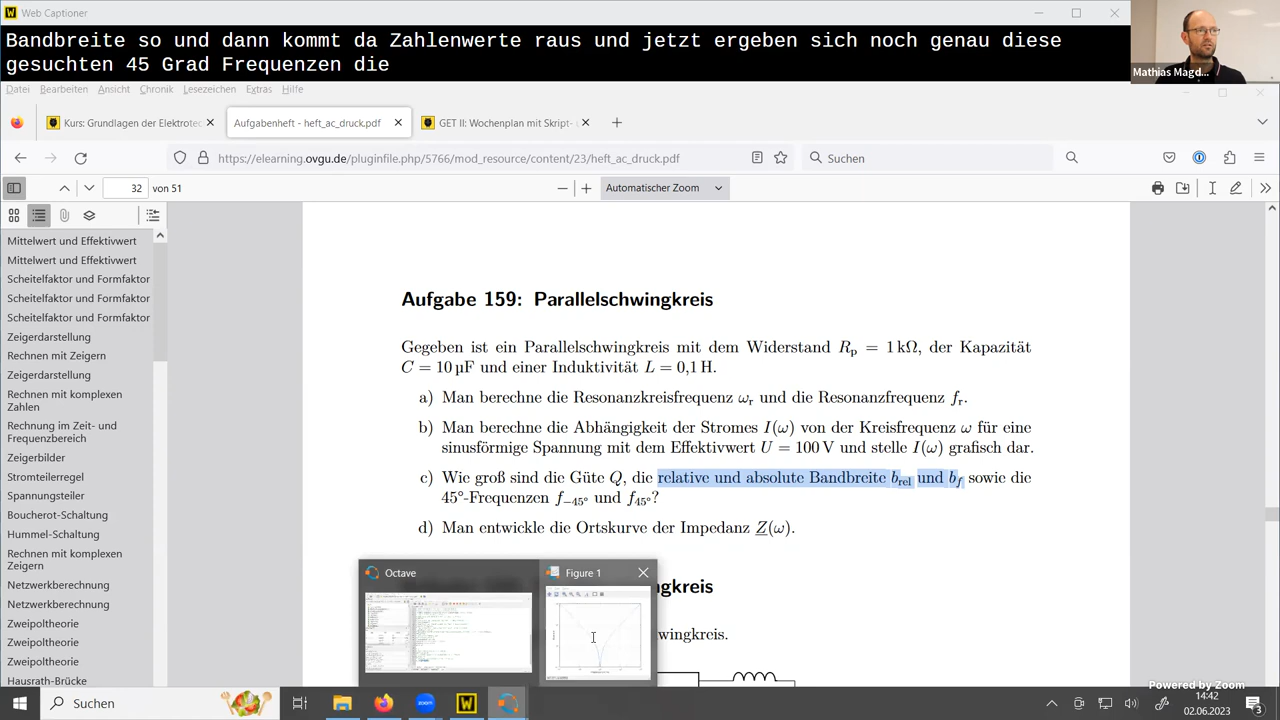 Web Captioner
Bandbreite so und dann kommt da Zahlenwerte raus und jetzt ergeben sich noch genau diese
gesuchten 45 Grad Frequenzen die
Mathias Magd...
Datei Bearbeiten Ansicht Chronik Lesezeichen Extras Hilfe
Kurs: Grundlagen der Elektrotec
Aufgabenheft - heft_ac_druck.pdf
GET II: Wochenplan mit Skript-
https://elearning.ovgu.de/pluginfile.php/5766/mod_resource/content/23/heft_ac_druck.pdf
Suchen
32 von 51
Automatischer Zoom
Mittelwert und Effektivwert
Mittelwert und Effektivwert
Scheitelfaktor und Formfaktor
Scheitelfaktor und Formfaktor
Scheitelfaktor und Formfaktor
Zeigerdarstellung
Rechnen mit Zeigern
Zeigerdarstellung
Rechnen mit komplexen
Zahlen
Rechnung im Zeit- und
Frequenzbereich
Zeigerbilder
Stromteilerregel
Spannungsteiler
Boucherot-Schaltung
Hummel-Schaltung
Rechnen mit komplexen
Zeigern
Netzwerkberechnung
Netzwerkberechnung
Zweipoltheorie
Zweipoltheorie
Zweipoltheorie
Hausrath-Brücke
Aufgabe 159: Parallelschwingkreis
Gegeben ist ein Parallelschwingkreis mit dem Widerstand Rp = 1 kΩ, der Kapazität
C = 10 µF und einer Induktivität L = 0,1 H.
a) Man berechne die Resonanzkreisfrequenz ωr und die Resonanzfrequenz fr.
b) Man berechne die Abhängigkeit der Stromes I(ω) von der Kreisfrequenz ω für eine
sinusförmige Spannung mit dem Effektivwert U = 100 V und stelle I(ω) grafisch dar.
c) Wie groß sind die Güte Q, die relative und absolute Bandbreite brel und bf sowie die
45°-Frequenzen f−45° und f45°?
d) Man entwickle die Ortskurve der Impedanz Z(ω).
Octave
Figure 1
wingkreis
wingkreis.
Powered by Zoom
Suchen
14:42
02.06.2023
3